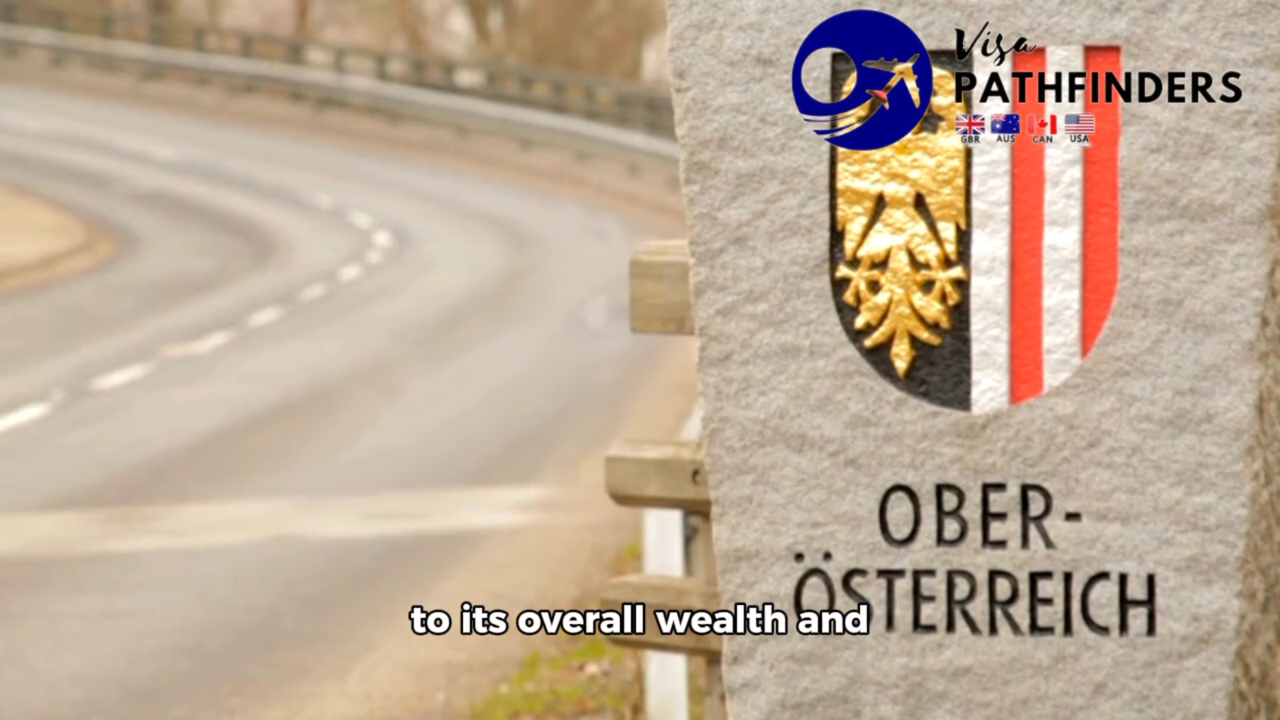 Visa
PATHFINDERS
GBR AUS CAN USA
OBER-
ÖSTERREICH
to its overall wealth and